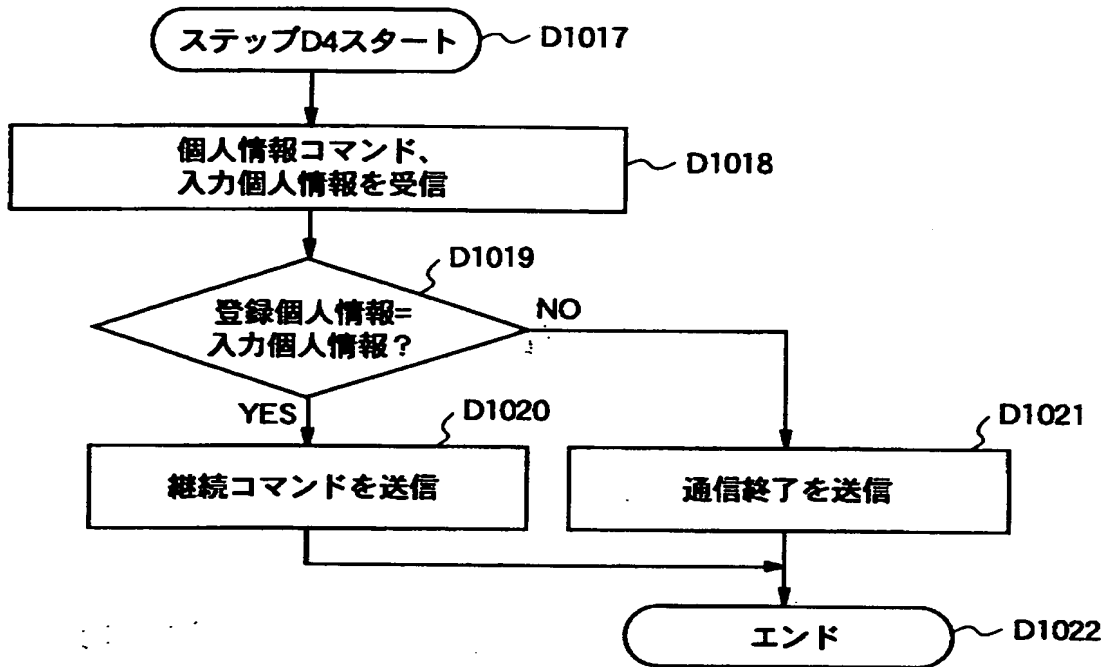 ステップD4スタート
D1017
個人情報コマンド、
入力個人情報を受信
D1018
D1019
登録個人情報=
入力個人情報？
NO
YES
D1020
継続コマンドを送信
D1021
通信終了を送信
エンド
D1022